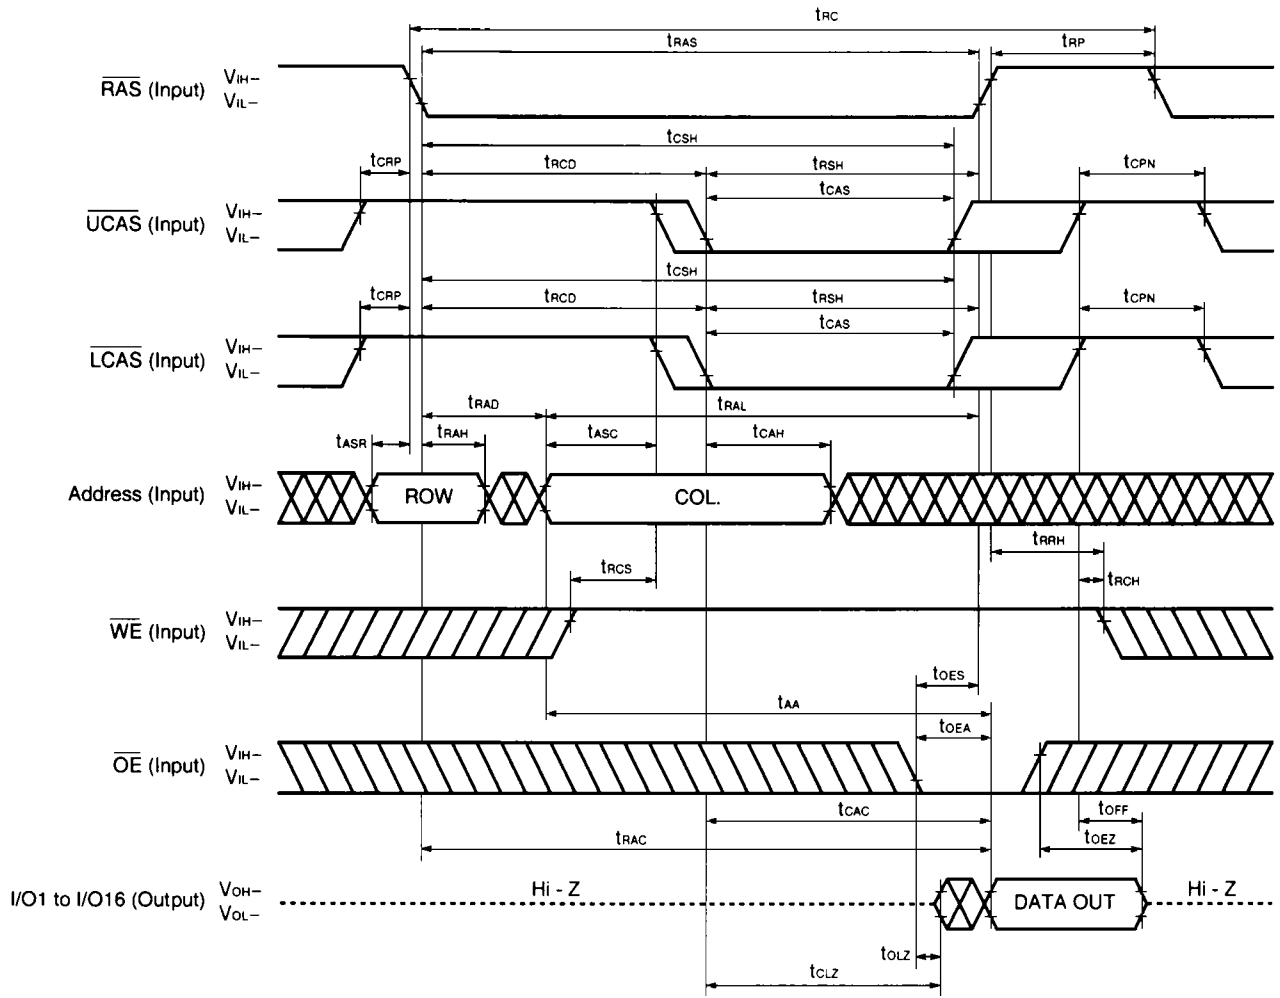 tRC
tRAS
tRP
RAS (Input) VIH–
VIL–
tCSH
tCRP
tRCD
tRSH
tCPN
tCAS
UCAS (Input) VIH–
VIL–
tCSH
tCRP
tRCD
tRSH
tCPN
tCAS
LCAS (Input) VIH–
VIL–
tRAD
tRAL
tASR
tRAH
tASC
tCAH
Address (Input) VIH–
VIL–
ROW
COL.
tRRH
tRCS
tRCH
WE (Input) VIH–
VIL–
tOES
tAA
tOEA
OE (Input) VIH–
VIL–
tCAC
tOFF
tRAC
tOEZ
I/O1 to I/O16 (Output) VOH–
VOL–
Hi - Z
DATA OUT
Hi - Z
tOLZ
tCLZ